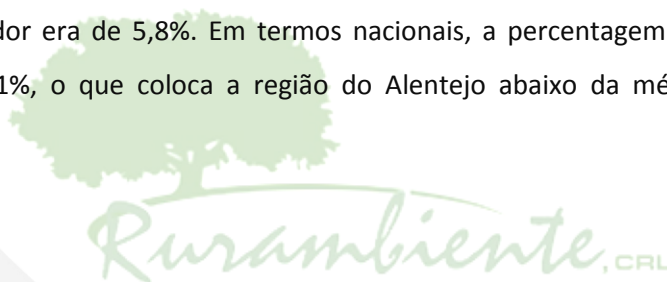 dor era de 5,8%. Em termos nacionais, a percentagem
1%, o que coloca a região do Alentejo abaixo da mé
Rurambiente, CRL